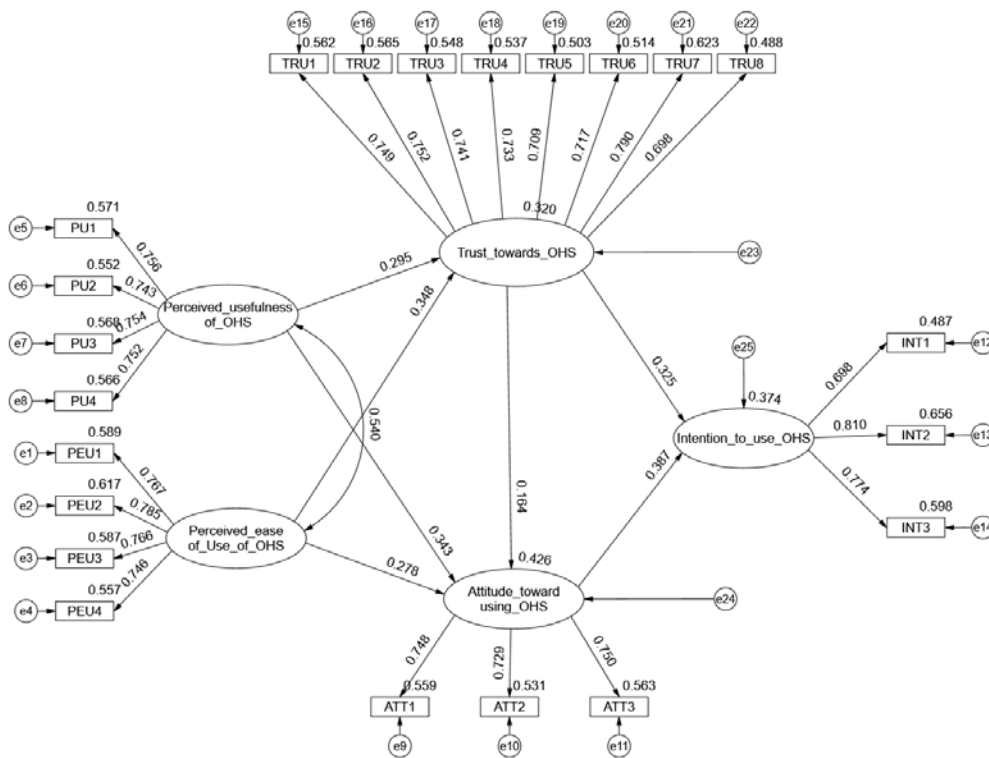 e15
e16
e17
e18
e19
e20
e21
e22
0.562
0.565
0.548
0.537
0.503
0.514
0.623
0.488
TRU1
TRU2
TRU3
TRU4
TRU5
TRU6
TRU7
TRU8
0.749
0.752
0.741
0.733
0.709
0.717
0.790
0.698
0.320
Trust_towards_OHS
e23
0.571
e5
PU1
0.756
0.552
e6
PU2
0.743
0.568
e7
PU3
0.754
0.566
e8
PU4
0.752
Perceived_usefulness
of_OHS
0.295
0.348
0.540
0.589
e1
PEU1
0.767
0.617
e2
PEU2
0.785
0.587
e3
PEU3
0.766
0.557
e4
PEU4
0.746
Perceived_ease
of_Use_of_OHS
0.343
0.278
0.164
0.325
0.387
e25
0.374
Intention_to_use_OHS
0.698
0.487
INT1
e12
0.810
0.656
INT2
e13
0.774
0.598
INT3
e14
0.426
Attitude_toward
using_OHS
e24
0.748
0.729
0.750
0.559
0.531
0.563
ATT1
ATT2
ATT3
e9
e10
e11